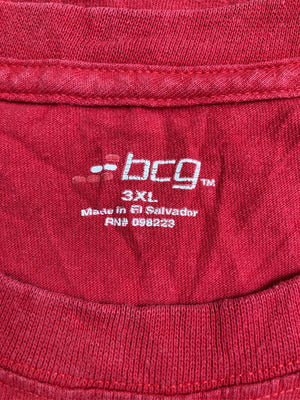 bcg™
3XL
Made in El Salvador
RN# 098223